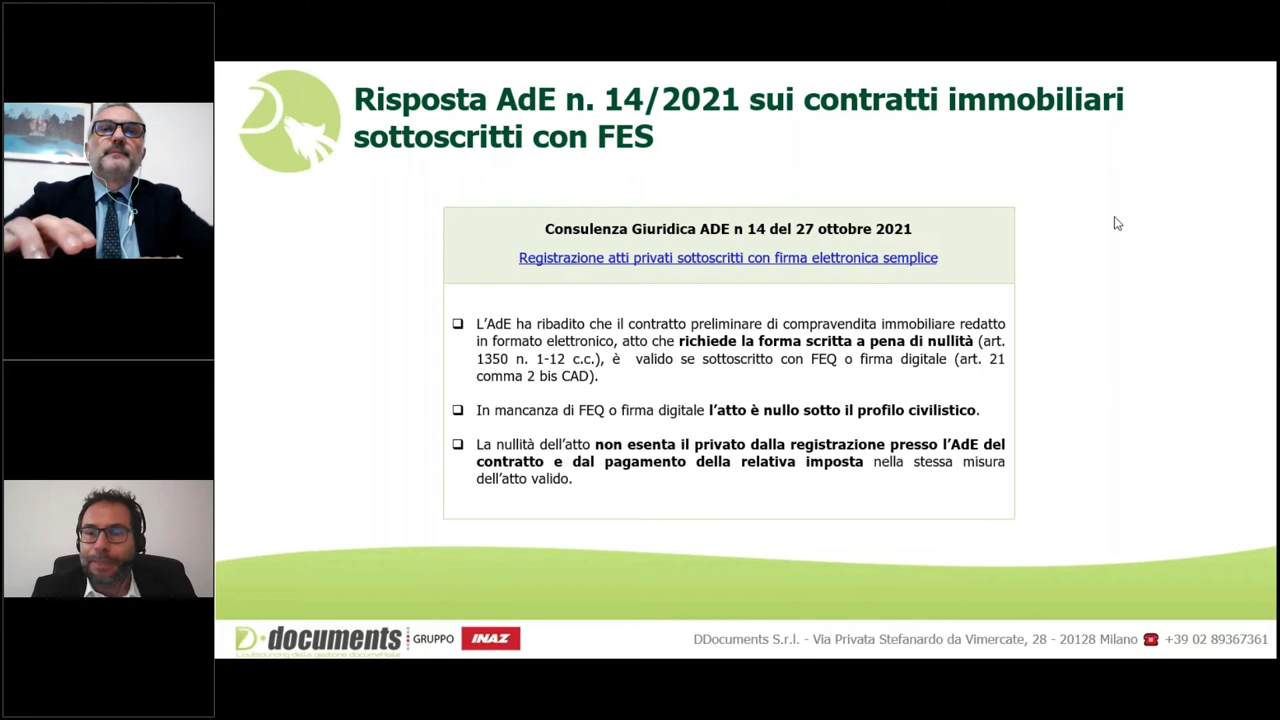 Risposta AdE n. 14/2021 sui contratti immobiliari
sottoscritti con FES
Consulenza Giuridica ADE n 14 del 27 ottobre 2021
Registrazione atti privati sottoscritti con firma elettronica semplice
L'AdE ha ribadito che il contratto preliminare di compravendita immobiliare redatto
in formato elettronico, atto che richiede la forma scritta a pena di nullità (art.
1350 n. 1-12 c.c.), è valido se sottoscritto con FEQ o firma digitale (art. 21
comma 2 bis CAD).
In mancanza di FEQ o firma digitale l'atto è nullo sotto il profilo civilistico.
La nullità dell'atto non esenta il privato dalla registrazione presso l'AdE del
contratto e dal pagamento della relativa imposta nella stessa misura
dell'atto valido.
D·documents GRUPPO INAZ
L'outsourcing della gestione documentale
DDocuments S.r.l. - Via Privata Stefanardo da Vimercate, 28 - 20128 Milano ☎ +39 02 89367361